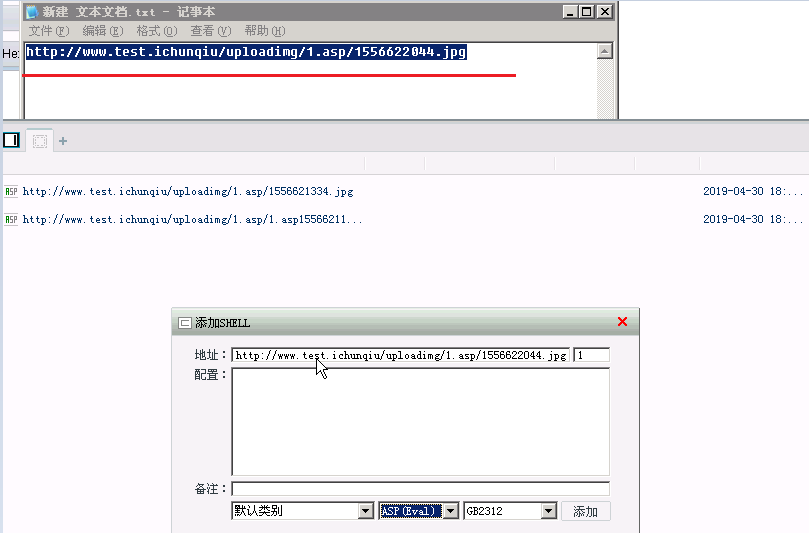 新建 文本文档.txt - 记事本
文件(F) 编辑(E) 格式(O) 查看(V) 帮助(H)
He:
http://www.test.ichunqiu/uploadimg/1.asp/1556622044.jpg
+
ASP http://www.test.ichunqiu/uploadimg/1.asp/1556621334.jpg 2019-04-30 18:...
ASP http://www.test.ichunqiu/uploadimg/1.asp/1.asp15566211... 2019-04-30 18:...
添加SHELL
地址: http://www.test.ichunqiu/uploadimg/1.asp/1556622044.jpg 1
配置:
备注:
默认类别 ASP(Eval) GB2312 添加